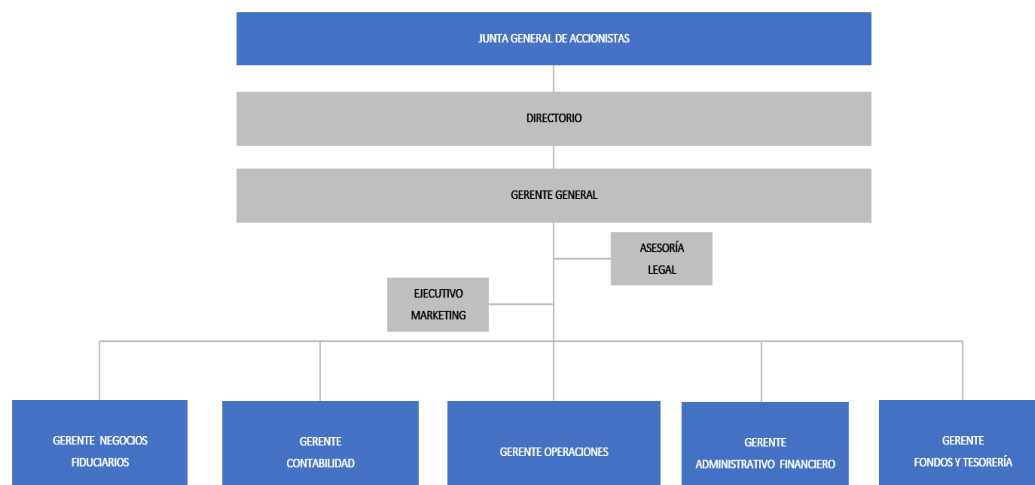 JUNTA GENERAL DE ACCIONISTAS
DIRECTORIO
GERENTE GENERAL
ASESORÍA
LEGAL
EJECUTIVO
MARKETING
GERENTE NEGOCIOS
FIDUCIARIOS
GERENTE
CONTABILIDAD
GERENTE OPERACIONES
GERENTE
ADMINISTRATIVO FINANCIERO
GERENTE
FONDOS Y TESORERÍA